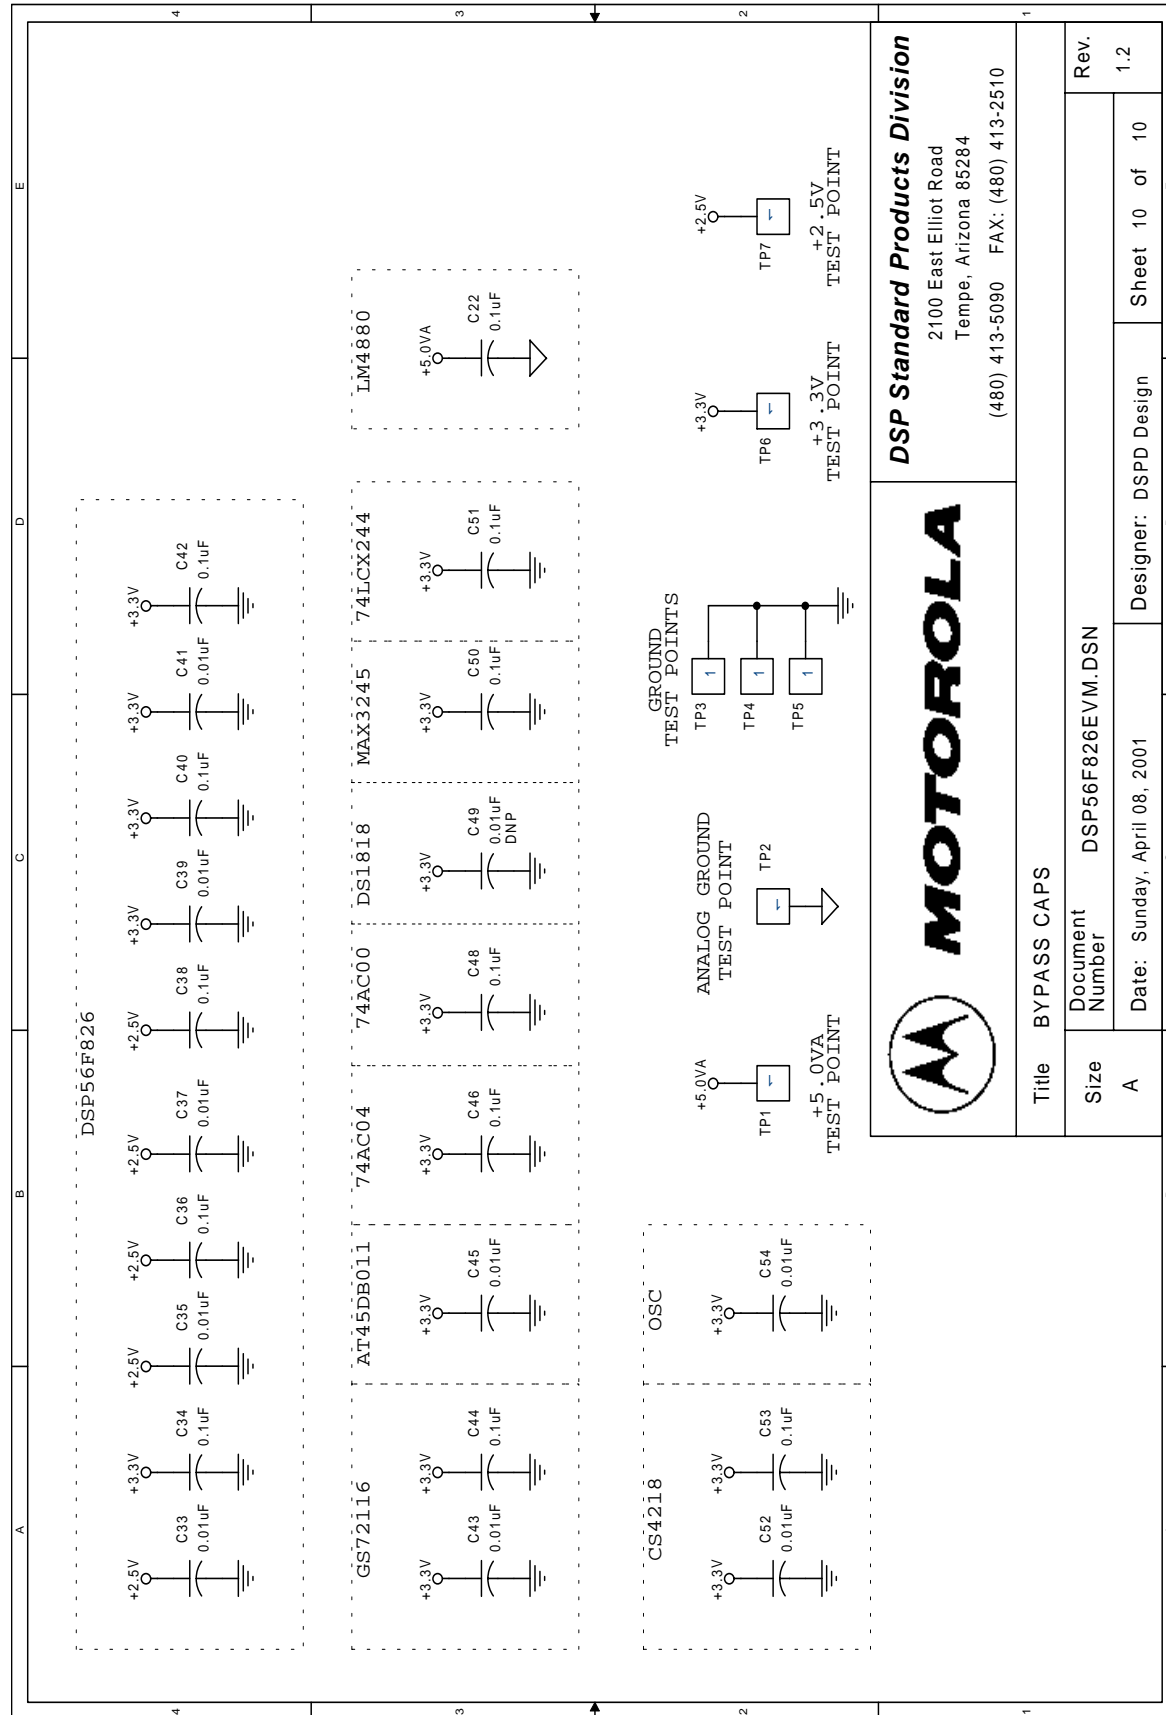 A
B
C
D
E
4
4
DSP56F826
+2.5V
C33
0.01uF
+3.3V
C34
0.1uF
+2.5V
C35
0.01uF
+2.5V
C36
0.1uF
+2.5V
C37
0.01uF
+2.5V
C38
0.1uF
+3.3V
C39
0.01uF
+3.3V
C40
0.1uF
+3.3V
C41
0.01uF
+3.3V
C42
0.1uF
3
3
GS72116
+3.3V
C43
0.01uF
+3.3V
C44
0.1uF
AT45DB011
+3.3V
C45
0.01uF
74AC04
+3.3V
C46
0.1uF
74AC00
+3.3V
C48
0.1uF
DS1818
+3.3V
C49
0.01uF
DNP
MAX3245
+3.3V
C50
0.1uF
74LCX244
+3.3V
C51
0.1uF
LM4880
+5.0VA
C22
0.1uF
2
2
CS4218
+3.3V
C52
0.01uF
+3.3V
C53
0.1uF
OSC
+3.3V
C54
0.01uF
+5.0VA
TP1
1
+5.0VA
TEST POINT
ANALOG GROUND
TEST POINT
TP2
1
GROUND
TEST POINTS
TP3
1
TP4
1
TP5
1
+3.3V
TP6
1
+3.3V
TEST POINT
+2.5V
TP7
1
+2.5V
TEST POINT
1
1
MOTOROLA
DSP Standard Products Division
2100 East Elliot Road
Tempe, Arizona 85284
(480) 413-5090 FAX: (480) 413-2510
Title BYPASS CAPS
Size
A
Document
Number
DSP56F826EVM.DSN
Rev.
1.2
Date: Sunday, April 08, 2001
Designer: DSPD Design
Sheet 10 of 10